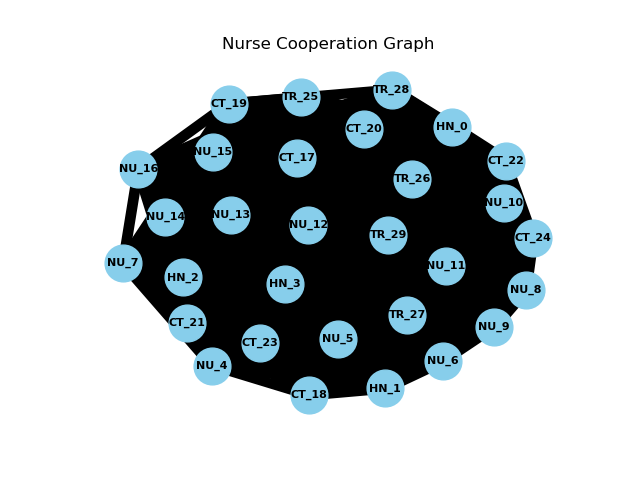 Nurse Cooperation Graph
TR_28
TR_25
CT_19
HN_0
CT_20
NU_15
CT_17
CT_22
NU_16
TR_26
NU_10
NU_14
NU_13
NU_12
TR_29
CT_24
NU_7
NU_11
HN_2
HN_3
NU_8
CT_21
TR_27
NU_9
CT_23
NU_5
NU_6
NU_4
HN_1
CT_18